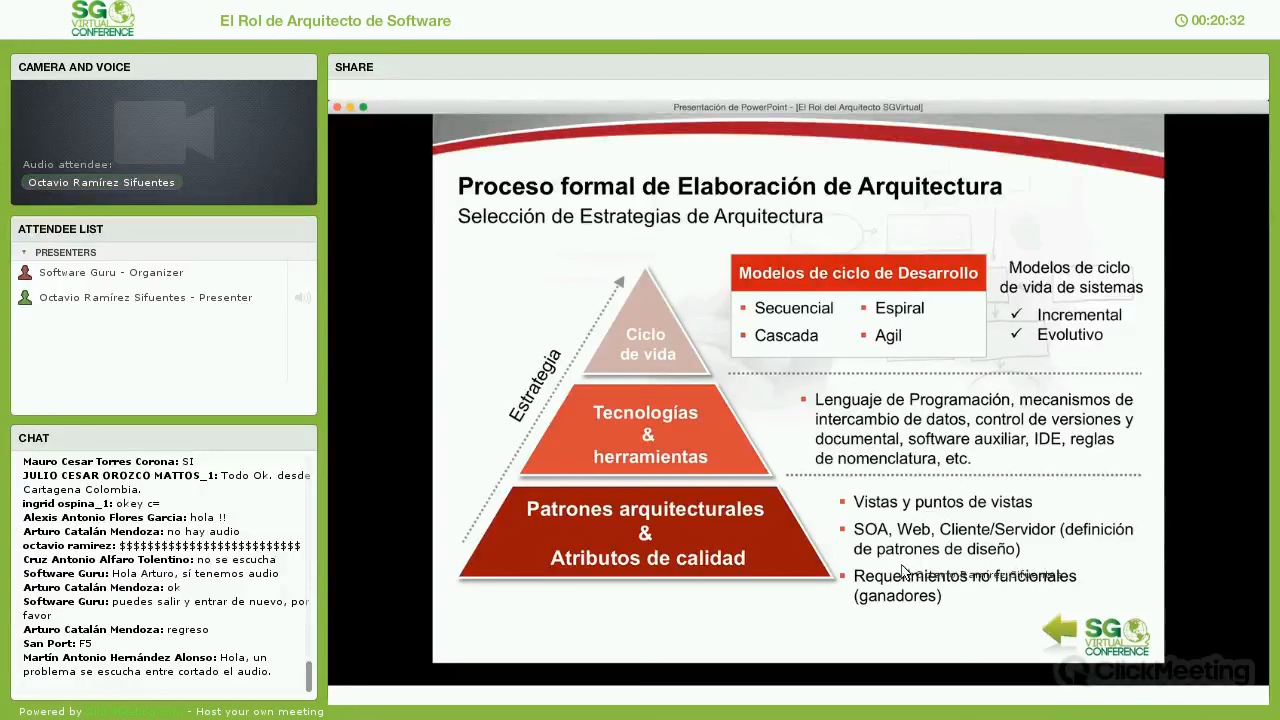 SG
VIRTUAL
CONFERENCE
El Rol de Arquitecto de Software
00:20:32
CAMERA AND VOICE
Audio attendee:
Octavio Ramírez Sifuentes
ATTENDEE LIST
PRESENTERS
Software Guru - Organizer
Octavio Ramírez Sifuentes - Presenter
CHAT
Mauro Cesar Torres Corona: SI
JULIO CESAR OROZCO MATTOS_1: Todo Ok. desde
Cartagena Colombia.
ingrid ospina_1: okey c=
Alexis Antonio Flores Garcia: hola !!
Arturo Catalán Mendoza: no hay audio
octavio ramirez: $$$$$$$$$$$$$$$$$$$$$$$$$$
Cruz Antonio Alfaro Tolentino: no se escucha
Software Guru: Hola Arturo, sí tenemos audio
Arturo Catalán Mendoza: ok
Software Guru: puedes salir y entrar de nuevo, por
favor
Arturo Catalán Mendoza: regreso
San Port: F5
Martín Antonio Hernández Alonso: Hola, un
problema se escucha entre cortado el audio.
Powered by ClickMeeting - Host your own meeting
SHARE
Presentación de PowerPoint - [El Rol del Arquitecto SGVirtual]
Proceso formal de Elaboración de Arquitectura
Selección de Estrategias de Arquitectura
Estrategia
Ciclo
de vida
Tecnologías
&
herramientas
Patrones arquitecturales
&
Atributos de calidad
Modelos de ciclo de Desarrollo
Secuencial
Espiral
Cascada
Agil
Modelos de ciclo
de vida de sistemas
Incremental
Evolutivo
Lenguaje de Programación, mecanismos de
intercambio de datos, control de versiones y
documental, software auxiliar, IDE, reglas
de nomenclatura, etc.
Vistas y puntos de vistas
SOA, Web, Cliente/Servidor (definición
de patrones de diseño)
Requerimientos no funcionales
(ganadores)
Octavio Ramírez Sifuentes
SG
VIRTUAL
CONFERENCE
ClickMeeting